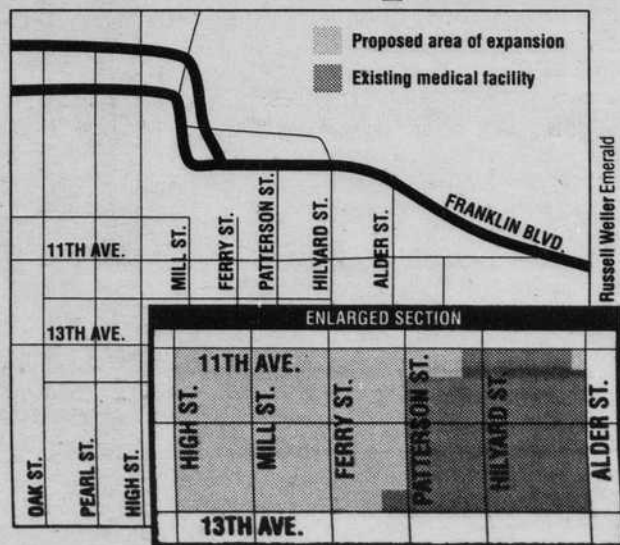 Proposed area of expansion
Existing medical facility
Russell Weller Emerald
FRANKLIN BLVD.
MILL ST.
FERRY ST.
PATTERSON ST.
HILYARD ST.
ALDER ST.
11TH AVE.
13TH AVE.
OAK ST.
PEARL ST.
HIGH ST.
ENLARGED SECTION
11TH AVE.
HIGH ST.
MILL ST.
FERRY ST.
PATTERSON ST.
HILYARD ST.
ALDER ST.
13TH AVE.